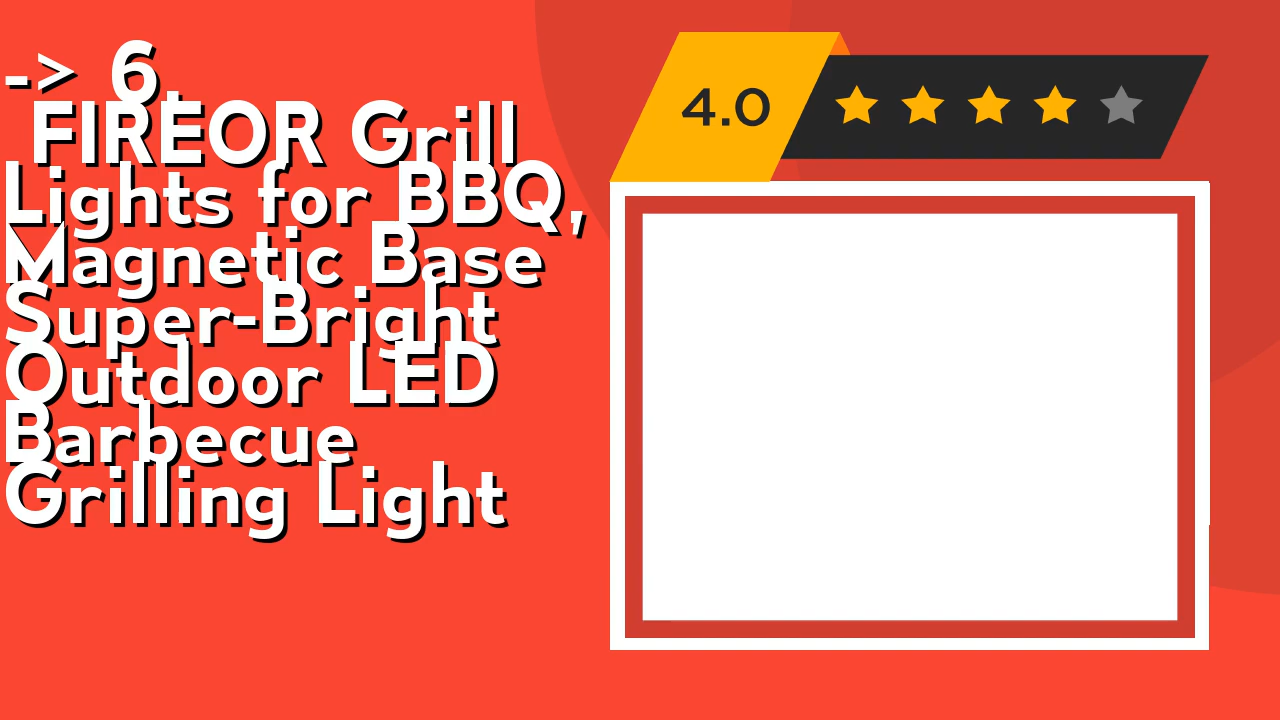 -> 6.
FIREOR Grill
Lights for BBQ,
Magnetic Base
Super-Bright
Outdoor LED
Barbecue
Grilling Light
4.0